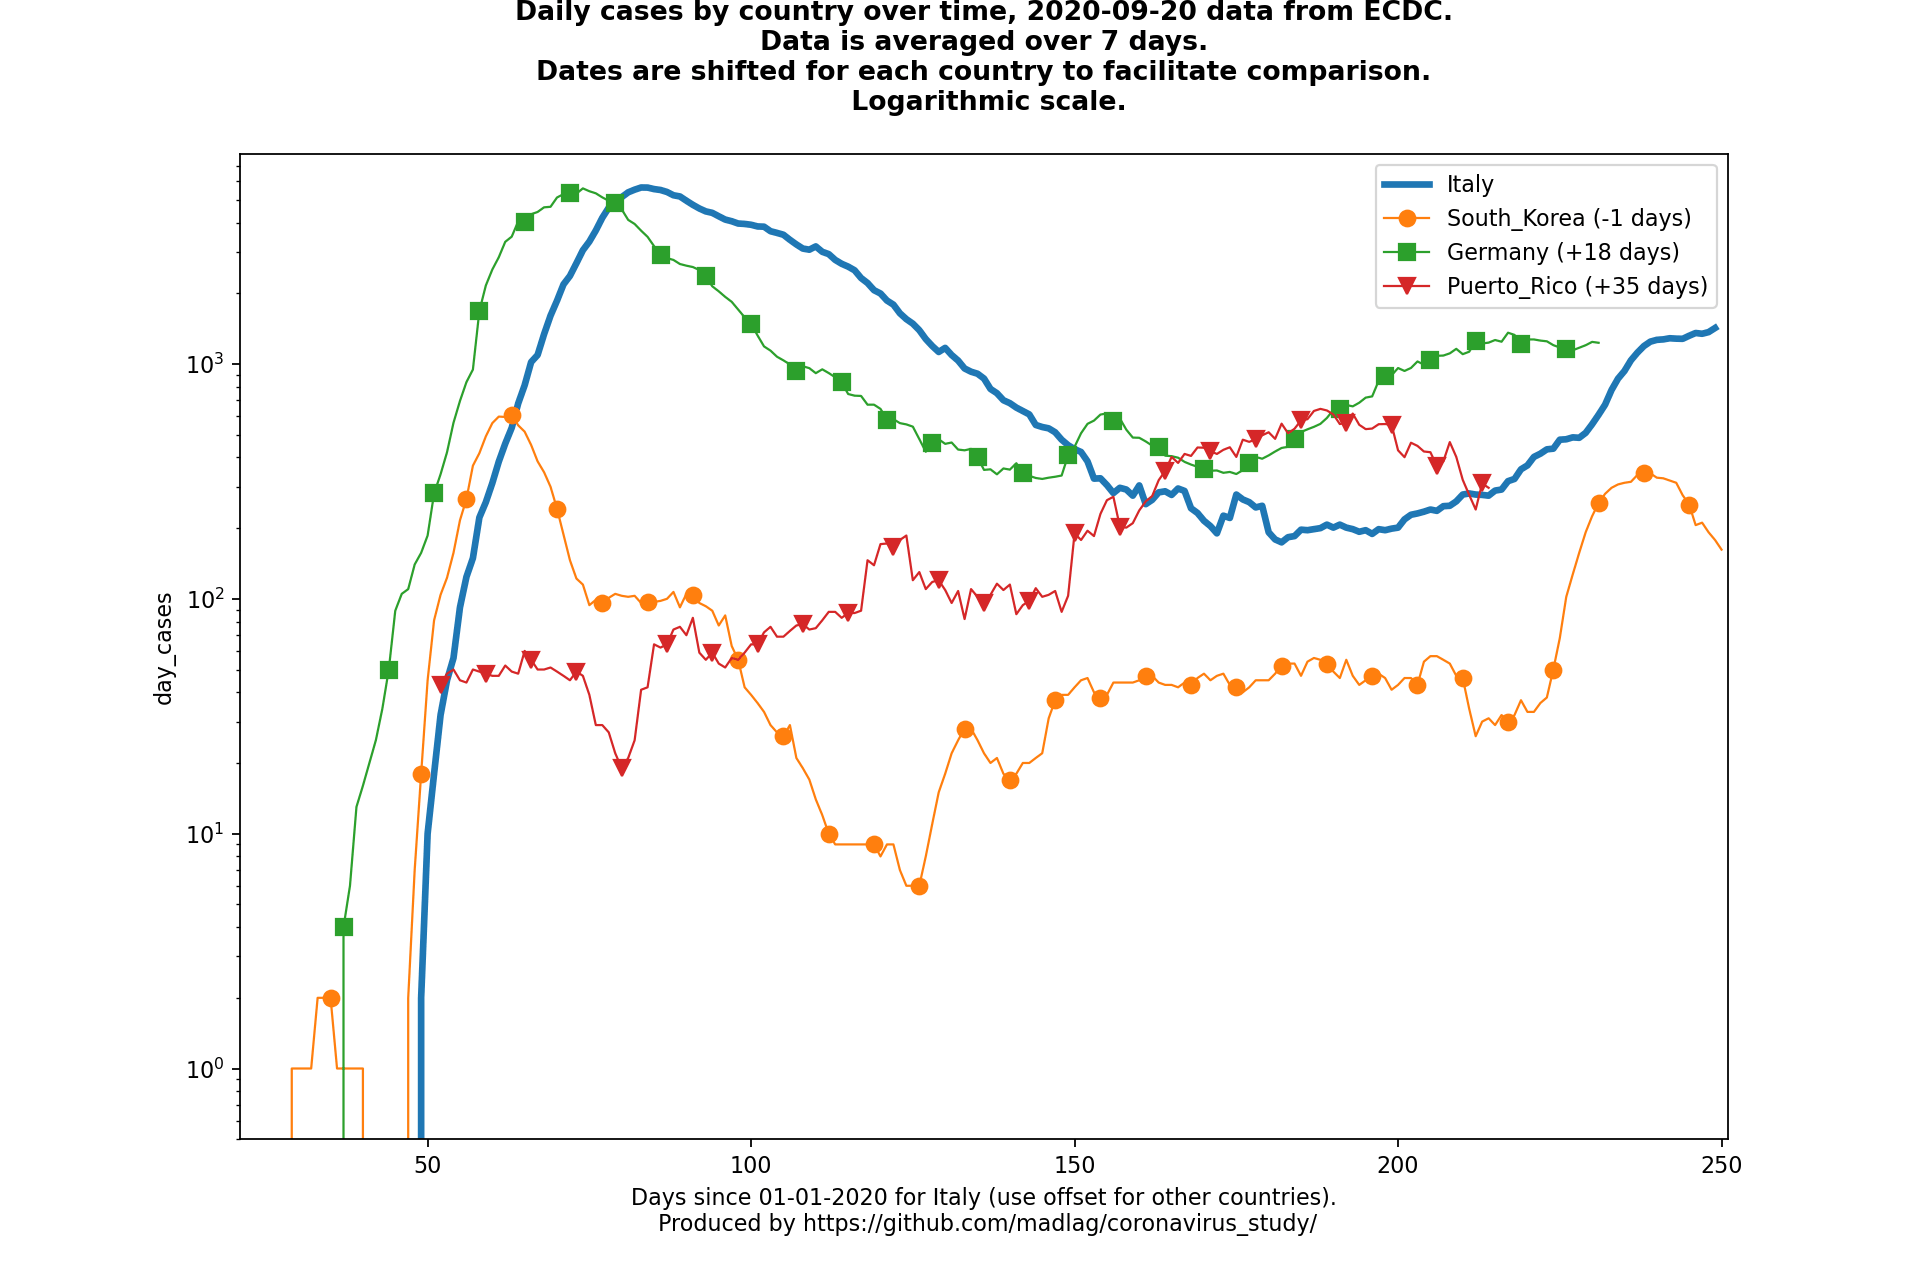 Daily cases by country over time, 2020-09-20 data from ECDC.
Data is averaged over 7 days.
Dates are shifted for each country to facilitate comparison.
Logarithmic scale.
Italy
South_Korea (-1 days)
Germany (+18 days)
Puerto_Rico (+35 days)
day_cases
10³
10²
10¹
10⁰
50
100
150
200
250
Days since 01-01-2020 for Italy (use offset for other countries).
Produced by https://github.com/madlag/coronavirus_study/